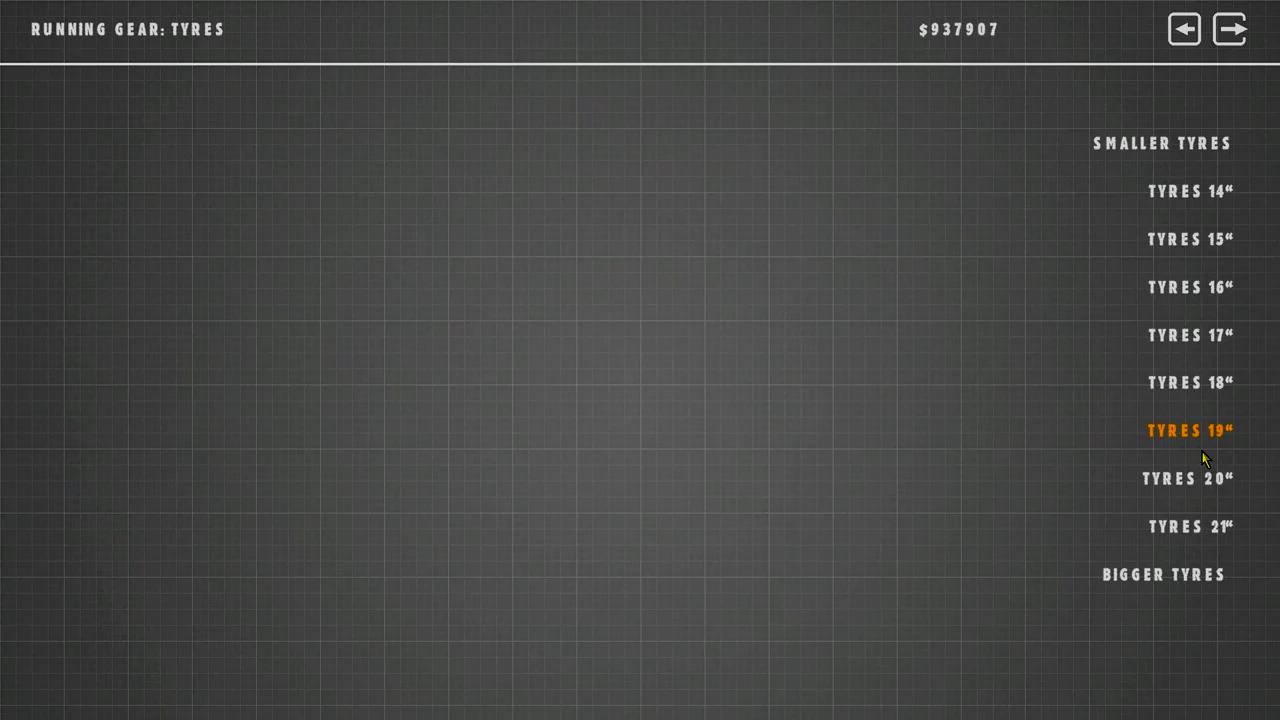 RUNNING GEAR: TYRES
$937907
SMALLER TYRES
TYRES 14“
TYRES 15“
TYRES 16“
TYRES 17“
TYRES 18“
TYRES 19“
TYRES 20“
TYRES 21“
BIGGER TYRES